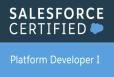 SALESFORCE
CERTIFIED
Platform Developer I